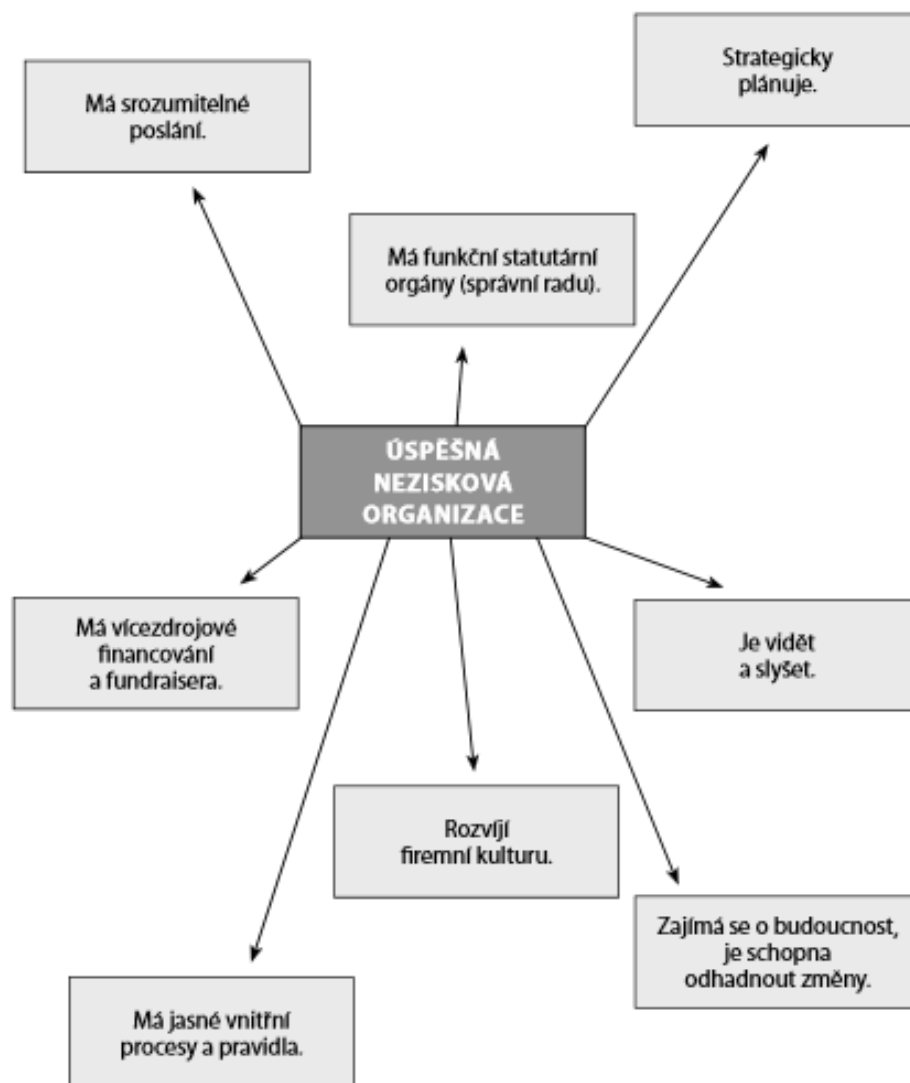 Strategicky
plánuje.
Má srozumitelné
poslání.
Má funkční statutární
orgány (správní radu).
ÚSPĚŠNÁ
NEZISKOVÁ
ORGANIZACE
Má vícezdrojové
financování
a fundraisera.
Je vidět
a slyšet.
Rozvíjí
firemní kulturu.
Zajímá se o budoucnost,
je schopna
odhadnout změny.
Má jasné vnitřní
procesy a pravidla.